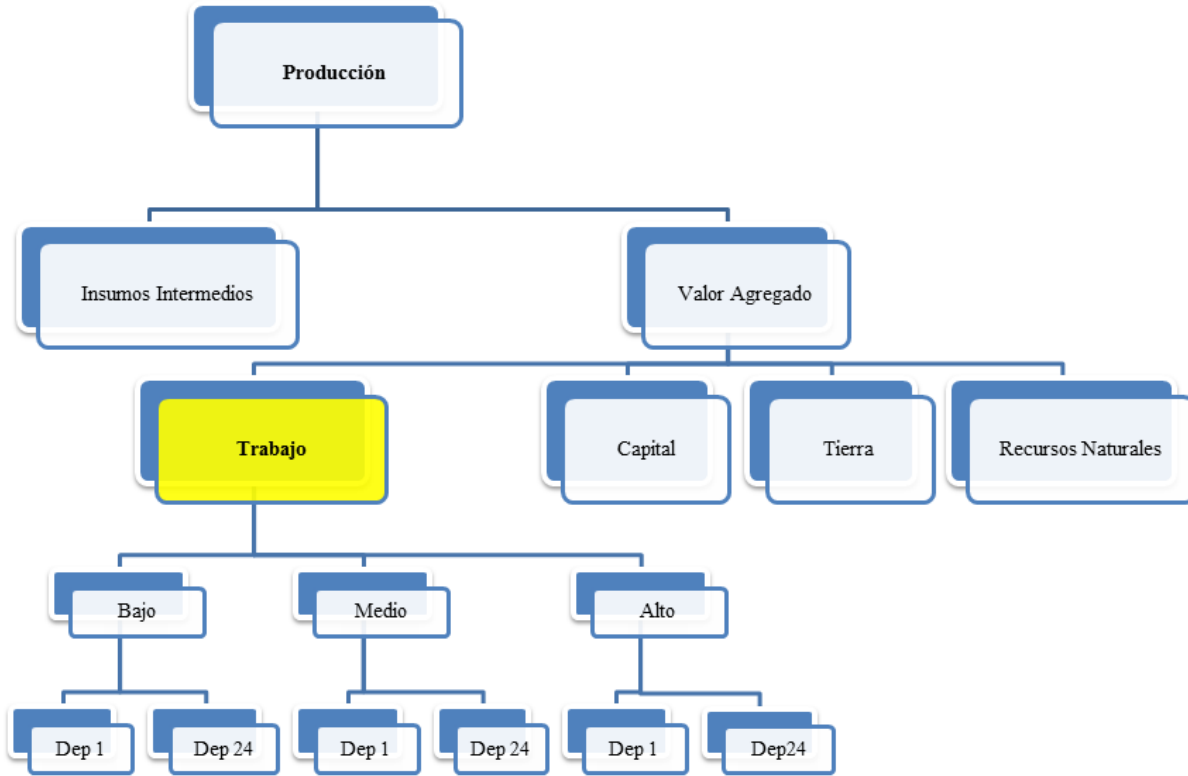 Producción
Insumos Intermedios
Valor Agregado
Trabajo
Capital
Tierra
Recursos Naturales
Bajo
Medio
Alto
Dep 1
Dep 24
Dep 1
Dep 24
Dep 1
Dep24